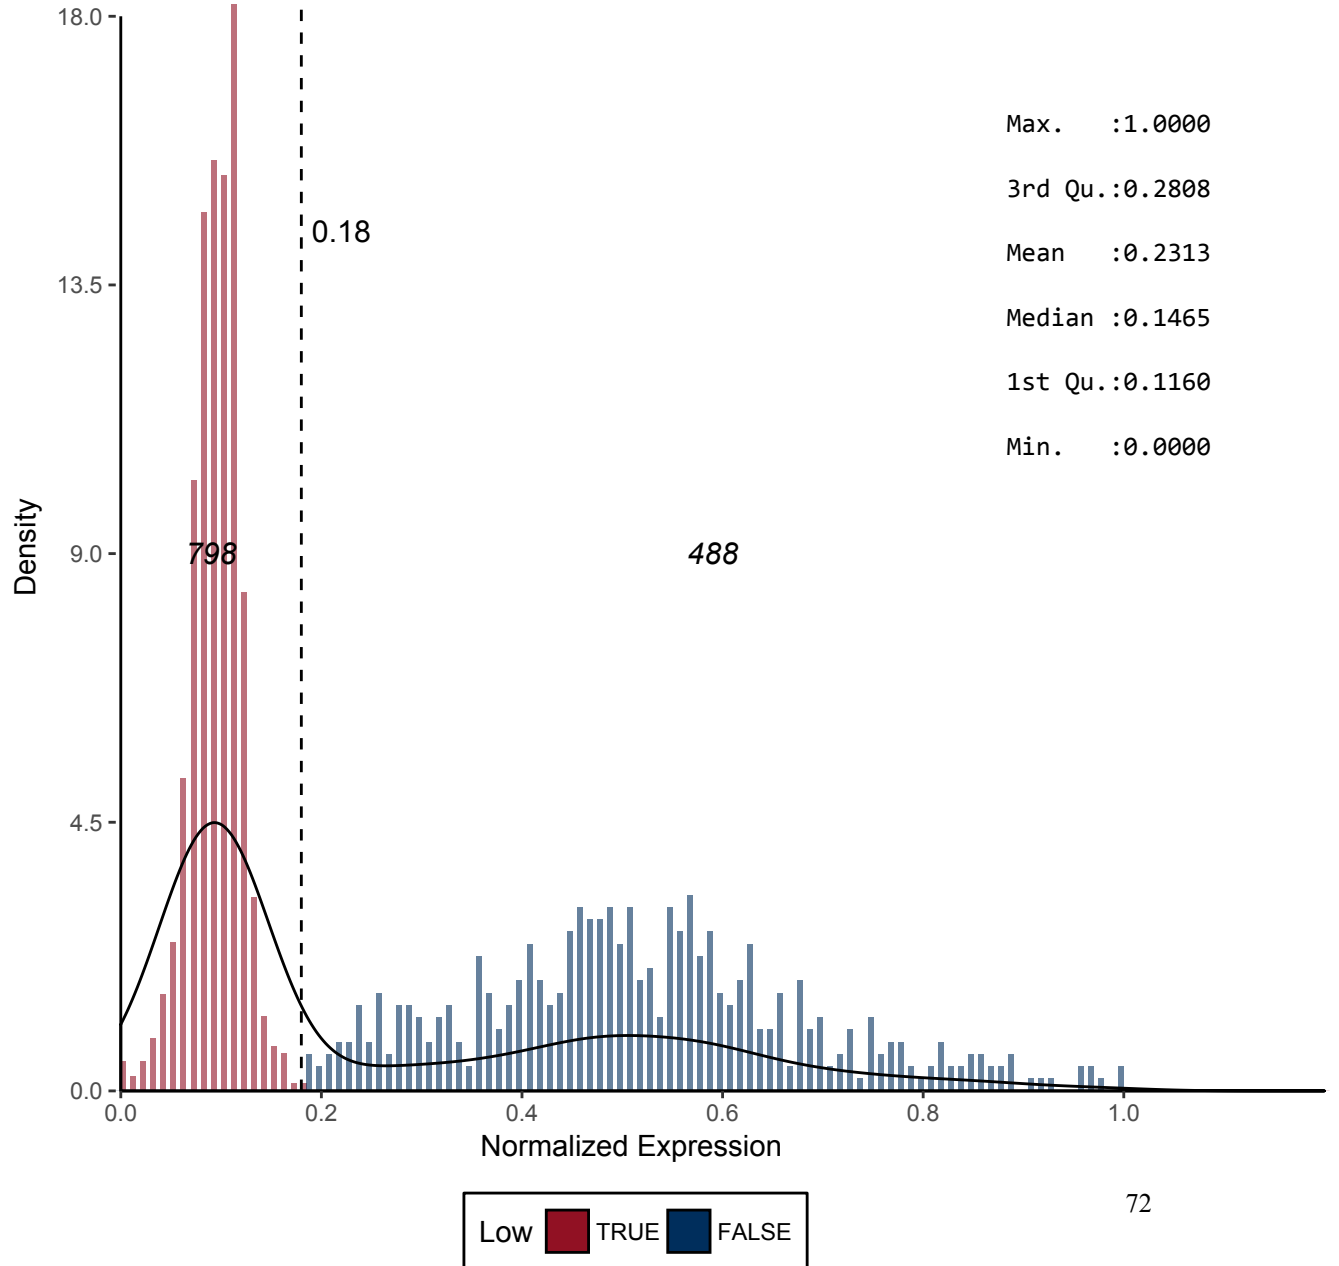 18.0
Max.   :1.0000
3rd Qu.:0.2808
0.18
Mean   :0.2313
13.5
Median :0.1465
1st Qu.:0.1160
Min.   :0.0000
Density
9.0
798
488
4.5
0.0
0.0 0.2 0.4 0.6 0.8 1.0
Normalized Expression
72
Low TRUE FALSE